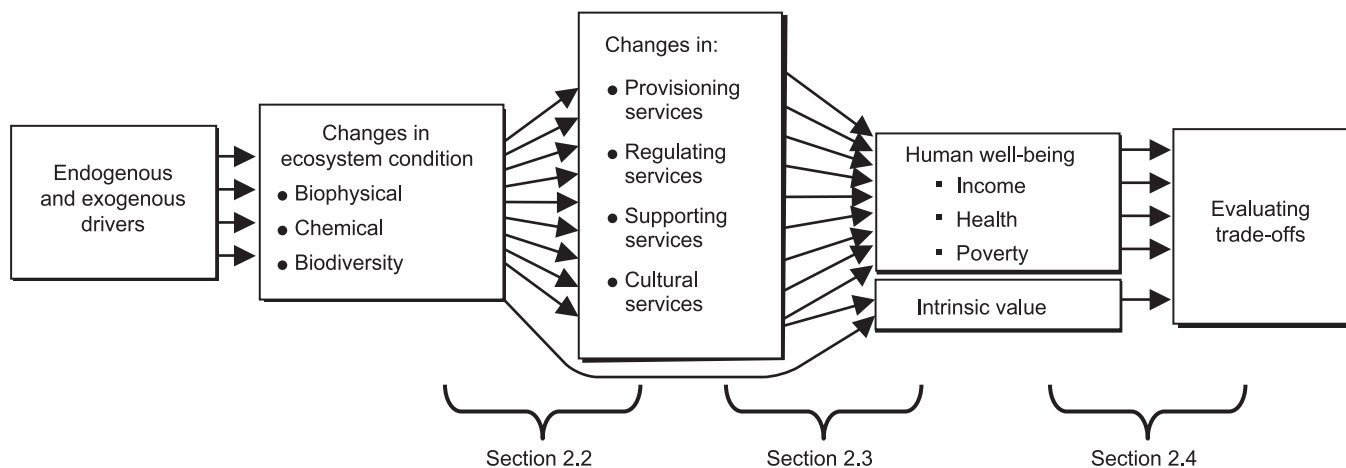 Endogenous
and exogenous
drivers
Changes in
ecosystem condition
● Biophysical
● Chemical
● Biodiversity
Changes in:
● Provisioning
services
● Regulating
services
● Supporting
services
● Cultural
services
Human well-being
▪ Income
▪ Health
▪ Poverty
Intrinsic value
Evaluating
trade-offs
Section 2.2
Section 2.3
Section 2.4